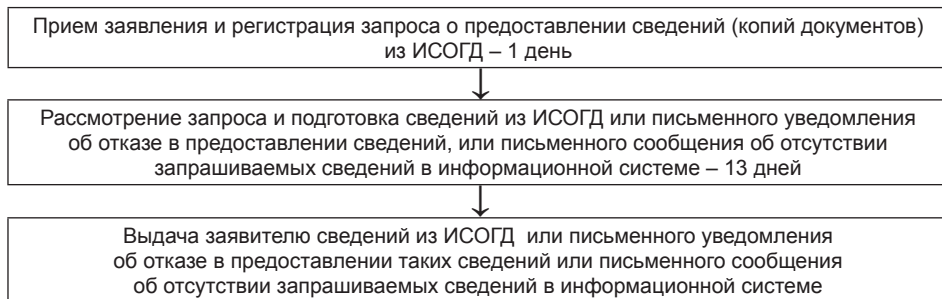 Прием заявления и регистрация запроса о предоставлении сведений (копий документов)
из ИСОГД – 1 день
Рассмотрение запроса и подготовка сведений из ИСОГД или письменного уведомления
об отказе в предоставлении сведений, или письменного сообщения об отсутствии
запрашиваемых сведений в информационной системе – 13 дней
Выдача заявителю сведений из ИСОГД или письменного уведомления
об отказе в предоставлении таких сведений или письменного сообщения
об отсутствии запрашиваемых сведений в информационной системе